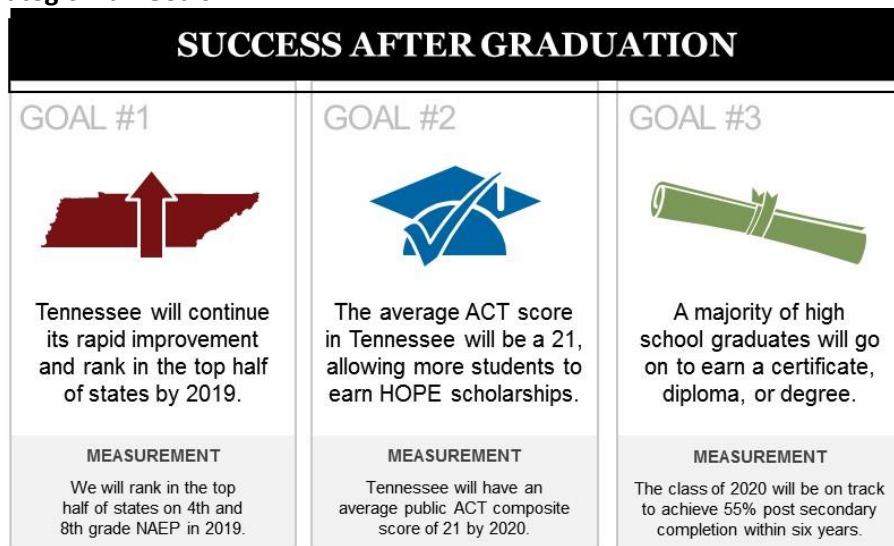 SUCCESS AFTER GRADUATION
GOAL #1
Tennessee will continue
its rapid improvement
and rank in the top half
of states by 2019.
MEASUREMENT
We will rank in the top
half of states on 4th and
8th grade NAEP in 2019.
GOAL #2
The average ACT score
in Tennessee will be a 21,
allowing more students to
earn HOPE scholarships.
MEASUREMENT
Tennessee will have an
average public ACT composite
score of 21 by 2020.
GOAL #3
A majority of high
school graduates will go
on to earn a certificate,
diploma, or degree.
MEASUREMENT
The class of 2020 will be on track
to achieve 55% post secondary
completion within six years.